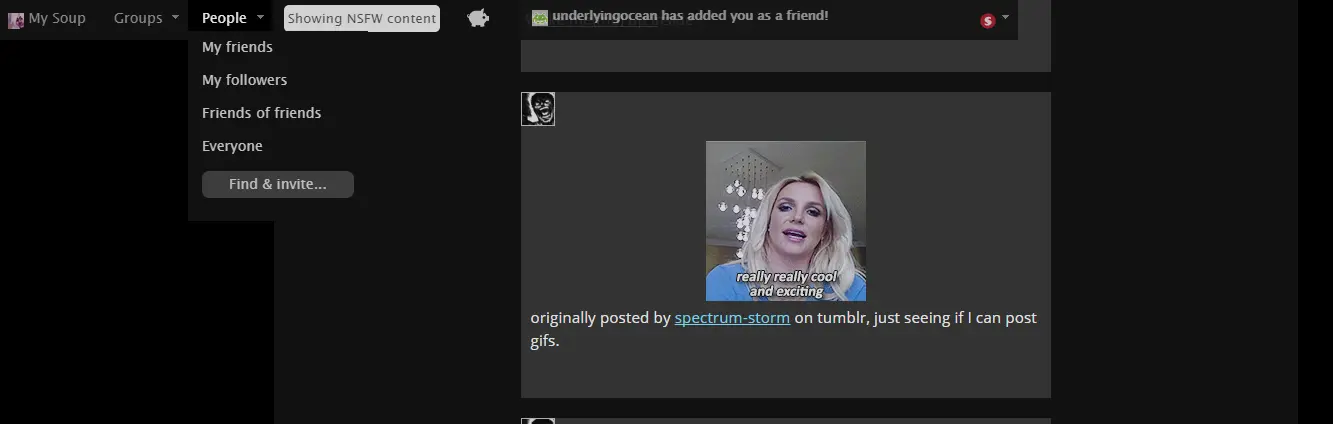 My Soup
Groups
People
Showing NSFW content
underlyingocean has added you as a friend!
My friends
My followers
Friends of friends
Everyone
Find & invite...
really really cool
and exciting
originally posted by spectrum-storm on tumblr, just seeing if I can post
gifs.